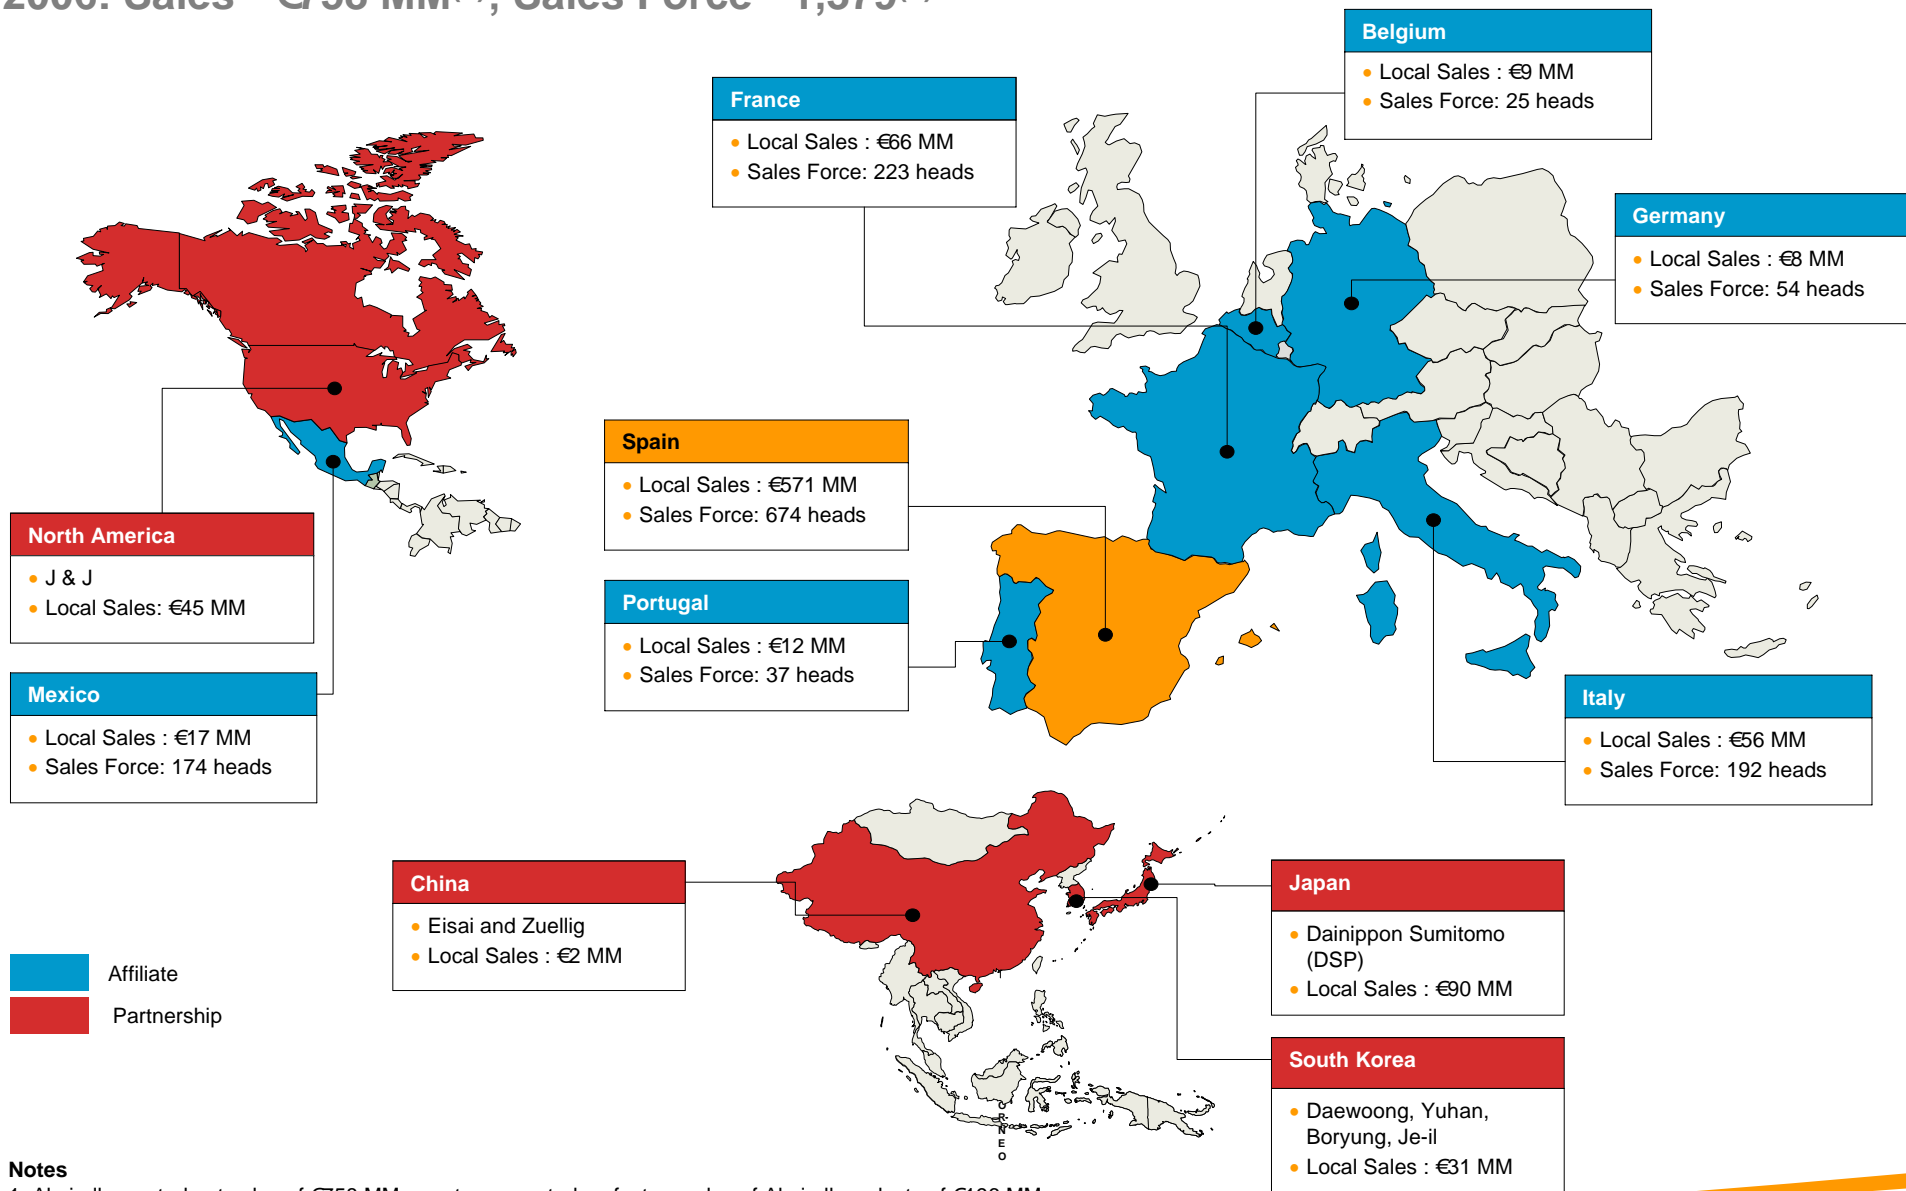 2006: Sales
Belgium
• Local Sales : €9 MM
• Sales Force: 25 heads
France
• Local Sales : €66 MM
• Sales Force: 223 heads
Germany
• Local Sales : €8 MM
• Sales Force: 54 heads
Spain
• Local Sales : €571 MM
• Sales Force: 674 heads
North America
• J & J
• Local Sales: €45 MM
Portugal
• Local Sales : €12 MM
• Sales Force: 37 heads
Mexico
• Local Sales : €17 MM
• Sales Force: 174 heads
Italy
• Local Sales : €56 MM
• Sales Force: 192 heads
China
• Eisai and Zuellig
• Local Sales : €2 MM
Japan
• Dainippon Sumitomo
(DSP)
• Local Sales : €90 MM
Affiliate
Partnership
South Korea
• Daewoong, Yuhan,
Boryung, Je-il
• Local Sales : €31 MM
O
R
N
E
O
Notes